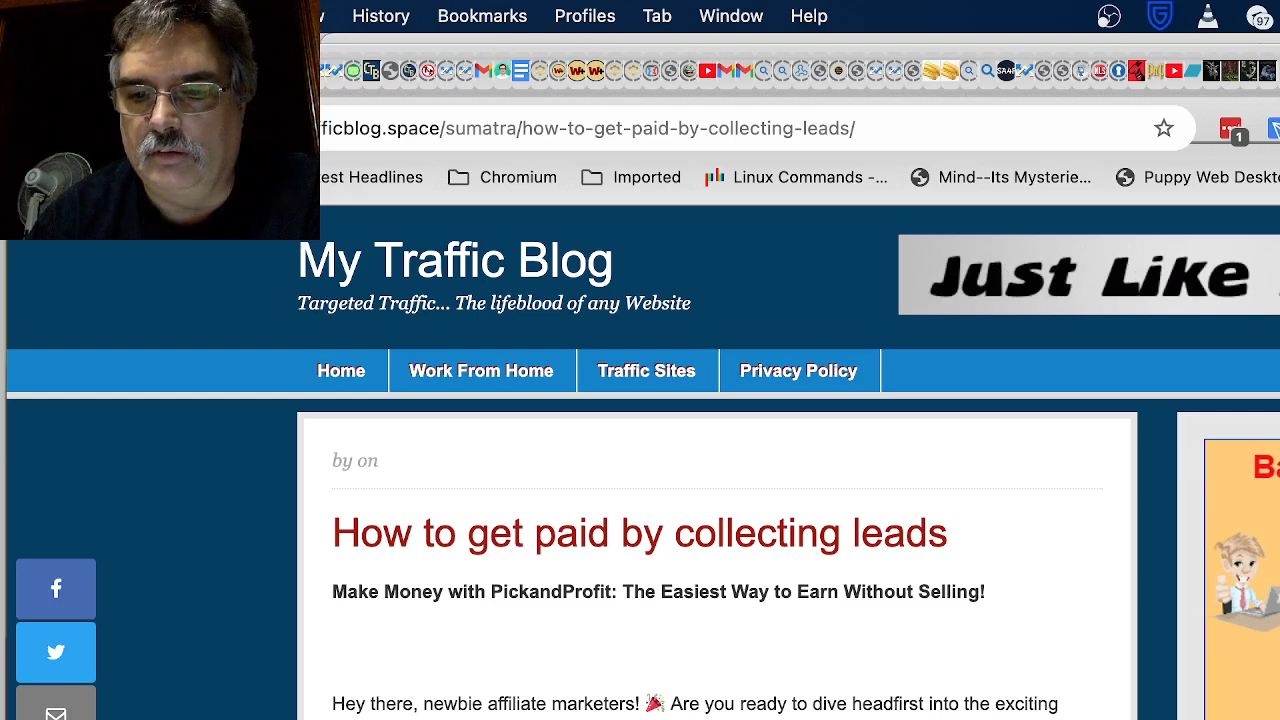 History Bookmarks Profiles Tab Window Help
97
ficblog.space/sumatra/how-to-get-paid-by-collecting-leads/
1
test Headlines Chromium Imported Linux Commands -... Mind--Its Mysterie... Puppy Web Deskto
My Traffic Blog
Targeted Traffic... The lifeblood of any Website
Just Like
Home Work From Home Traffic Sites Privacy Policy
by on
How to get paid by collecting leads
Make Money with PickandProfit: The Easiest Way to Earn Without Selling!
Hey there, newbie affiliate marketers! 🎉 Are you ready to dive headfirst into the exciting